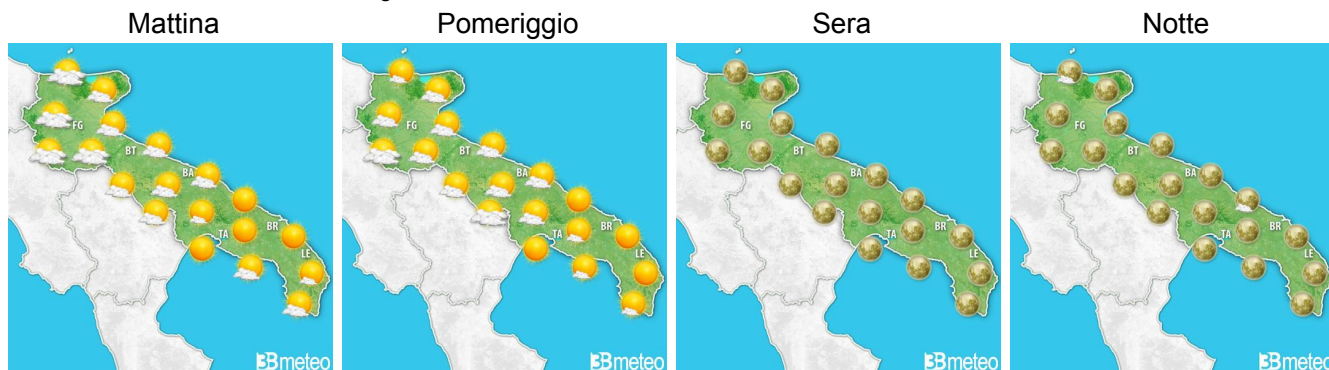 Mattina
Pomeriggio
Sera
Notte
FG
BT
BA
BR
TA
LE
3Bmeteo
FG
BT
BA
BR
TA
LE
3Bmeteo
FG
BT
BA
BR
TA
LE
3Bmeteo
FG
BT
BA
BR
TA
LE
3Bmeteo